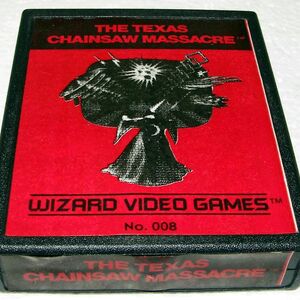 THE TEXAS
CHAINSAW MASSACRE™
WIZARD VIDEO GAMES™
No. 008
THE TEXAS
CHAINSAW MASSACRE